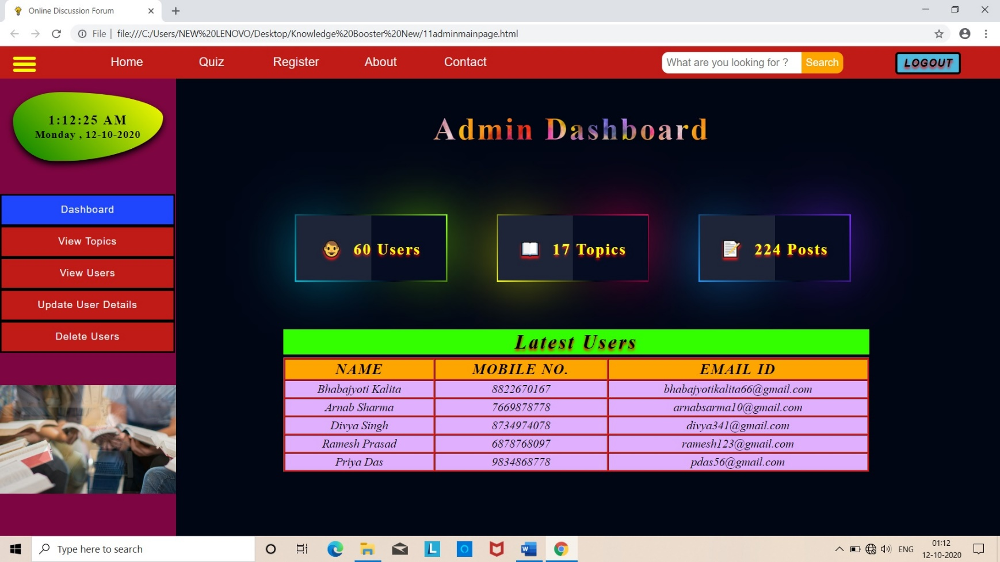 Online Discussion Forum
File | file:///C:/Users/NEW%20LENOVO/Desktop/Knowledge%20Booster%20New/11adminmainpage.html
Home Quiz Register About Contact What are you looking for ? Search LOGOUT
1:12:25 AM
Monday , 12-10-2020
Dashboard
View Topics
View Users
Update User Details
Delete Users
Admin Dashboard
60 Users 17 Topics 224 Posts
Latest Users
NAME MOBILE NO. EMAIL ID
Bhabajyoti Kalita 8822670167 bhabajyotikalita66@gmail.com
Arnab Sharma 7669878778 arnabsarma10@gmail.com
Divya Singh 8734974078 divya341@gmail.com
Ramesh Prasad 6878768097 ramesh123@gmail.com
Priya Das 9834868778 pdas56@gmail.com
Type here to search L W ENG 01:12
12-10-2020